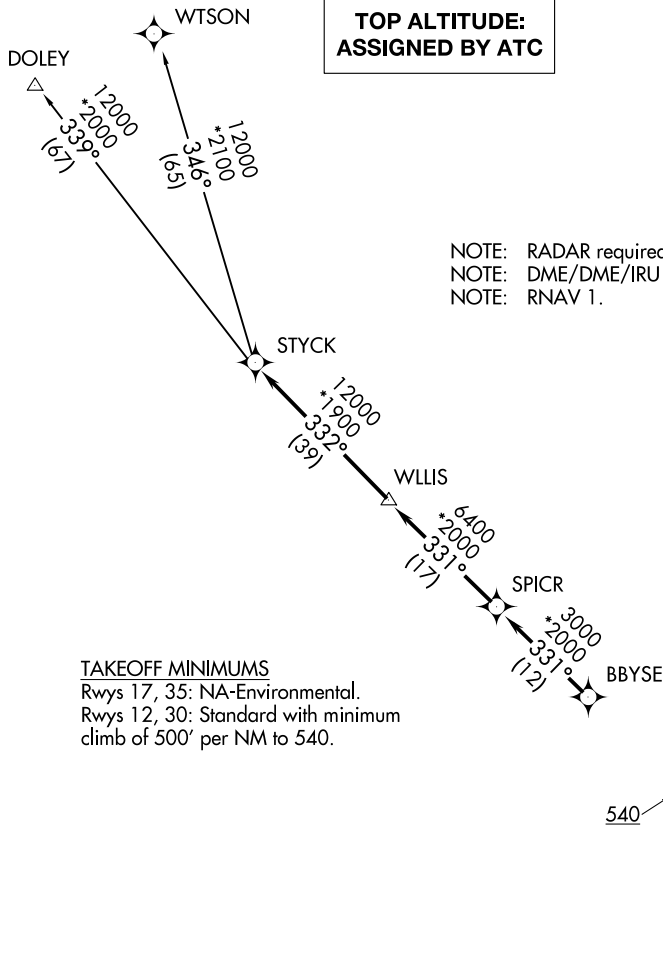 WTSON
TOP ALTITUDE:
ASSIGNED BY ATC
DOLEY
12000
*2000
339°
(67)
12000
*2100
346°
(65)
NOTE: RADAR required
NOTE: DME/DME/IRU
NOTE: RNAV 1.
STYCK
12000
*1900
332°
(39)
WLLIS
6400
*2000
331°
(17)
SPICR
3000
*2000
331°
(12)
BBYSE
TAKEOFF MINIMUMS
Rwys 17, 35: NA-Environmental.
Rwys 12, 30: Standard with minimum
climb of 500' per NM to 540.
540